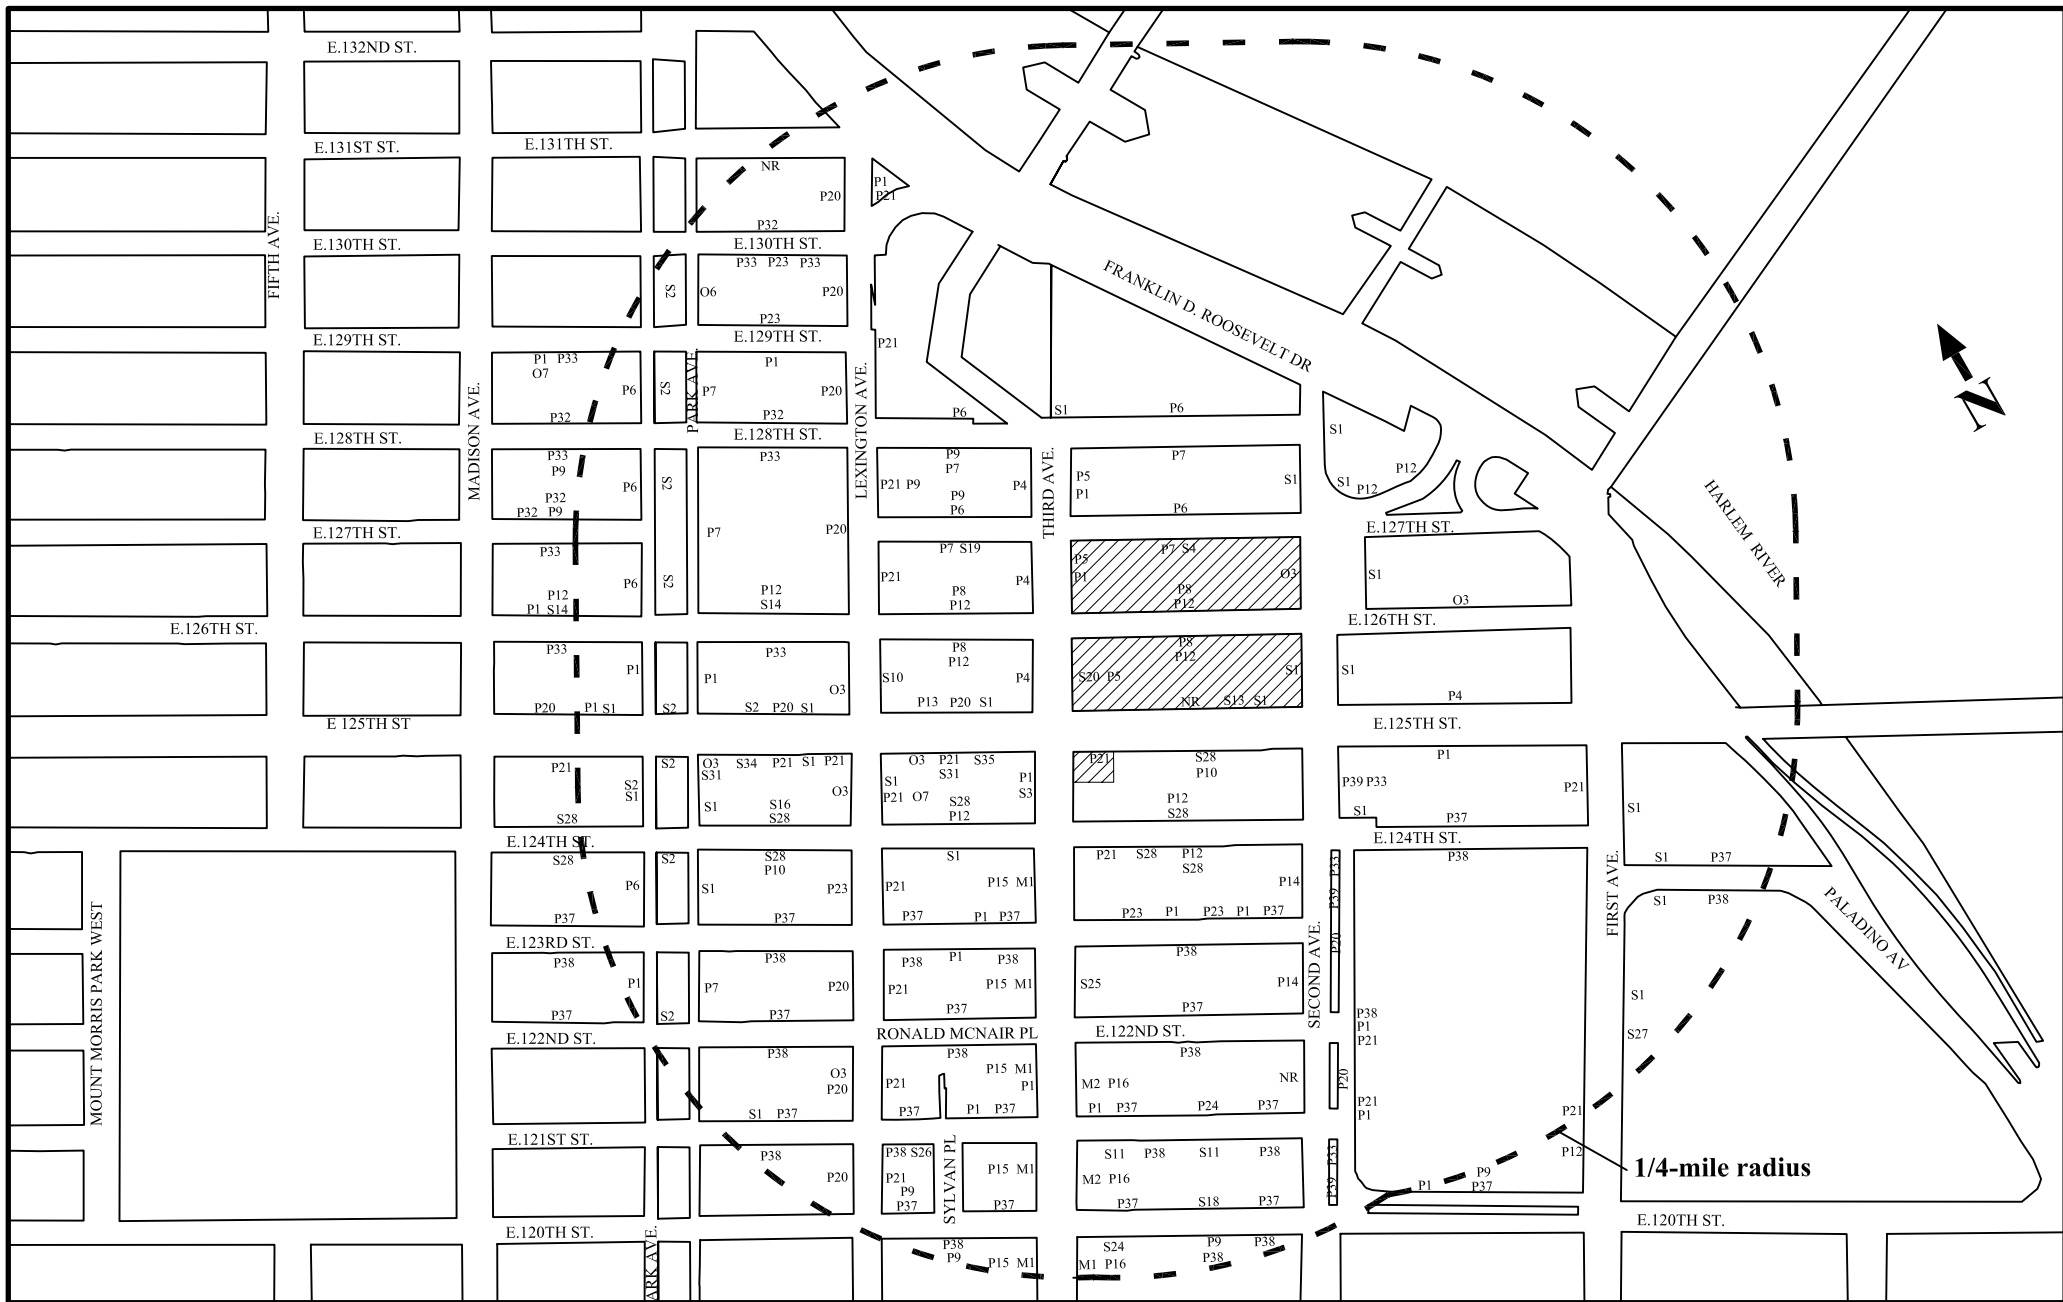 E.132ND ST.
E.131ST ST.
E.131TH ST.
NR
P20
P32
P1
P21
FIFTH AVE.
E.130TH ST.
E.130TH ST.
P33 P23 P33
S2
O6
P20
P23
FRANKLIN D. ROOSEVELT DR
E.129TH ST.
E.129TH ST.
P1 P33
O7
P6
P32
S2
PARK AVE.
P1
P7
P20
P32
P21
P6
S1
P6
MADISON AVE.
LEXINGTON AVE.
E.128TH ST.
E.128TH ST.
P33
P9
P6
P32
P32 P9
S2
P33
P7
P20
P12
S14
S2
P9
P7
P21 P9
P4
P9
P6
THIRD AVE.
P7
P5
P1
S1
P6
S1
S1
P12
P12
HARLEM RIVER
N
E.127TH ST.
E.127TH ST.
P33
P6
P12
P1 S14
P7 S19
P21
P4
P8
P12
P7 S4
P5
P1
O3
P8
P12
S1
O3
E.126TH ST.
E.126TH ST.
P33
P1
P20
P1 S1
S2
P33
P1
O3
S2 P20 S1
P8
P12
S10
P4
P13 P20 S1
P8
P12
S20 P5
S1
NR
S13 S1
S1
P4
E 125TH ST
E.125TH ST.
P21
S2
S1
S28
S2
O3 S34 P21 S1 P21
S31
O3
S1
S16
S28
O3 P21 S35
S31
S1
P1
P21 O7
S3
S28
P12
P21
S28
P10
P12
S28
P1
P39 P33
P21
S1
P37
S1
S1
P37
E.124TH ST.
E.124TH ST.
S28
P6
P37
S2
S28
P10
S1
P23
P37
S1
P21
P15 M1
P37
P1 P37
P21 S28 P12
S28
P14
P23 P1 P23 P1 P37
P33
P39
P20
P38
FIRST AVE.
S1
P38
PALADINO AV
MOUNT MORRIS PARK WEST
E.123RD ST.
P38
P1
P37
S2
P38
P7
P20
P37
P38 P1 P38
P21
P15 M1
P37
P38
S25
P14
P37
SECOND AVE.
P38
P1
P21
S1
S27
E.122ND ST.
RONALD MCNAIR PL
E.122ND ST.
P38
O3
P20
S1 P37
P38
P15 M1
P21
P1
P37
P1 P37
P38
M2 P16
NR
P1 P37
P24
P37
P20
P21
P1
P21
P12
E.121ST ST.
P38
P20
P38 S26
P21
P9
P37
SYLVAN PL
P15 M1
P37
S11 P38 S11 P38
M2 P16
P37
S18
P37
P33
P39
P1
P9
P37
1/4-mile radius
E.120TH ST.
E.120TH ST.
ARK AVE.
P38
P9
P15 M1
S24
M1 P16
P9
P38
P38